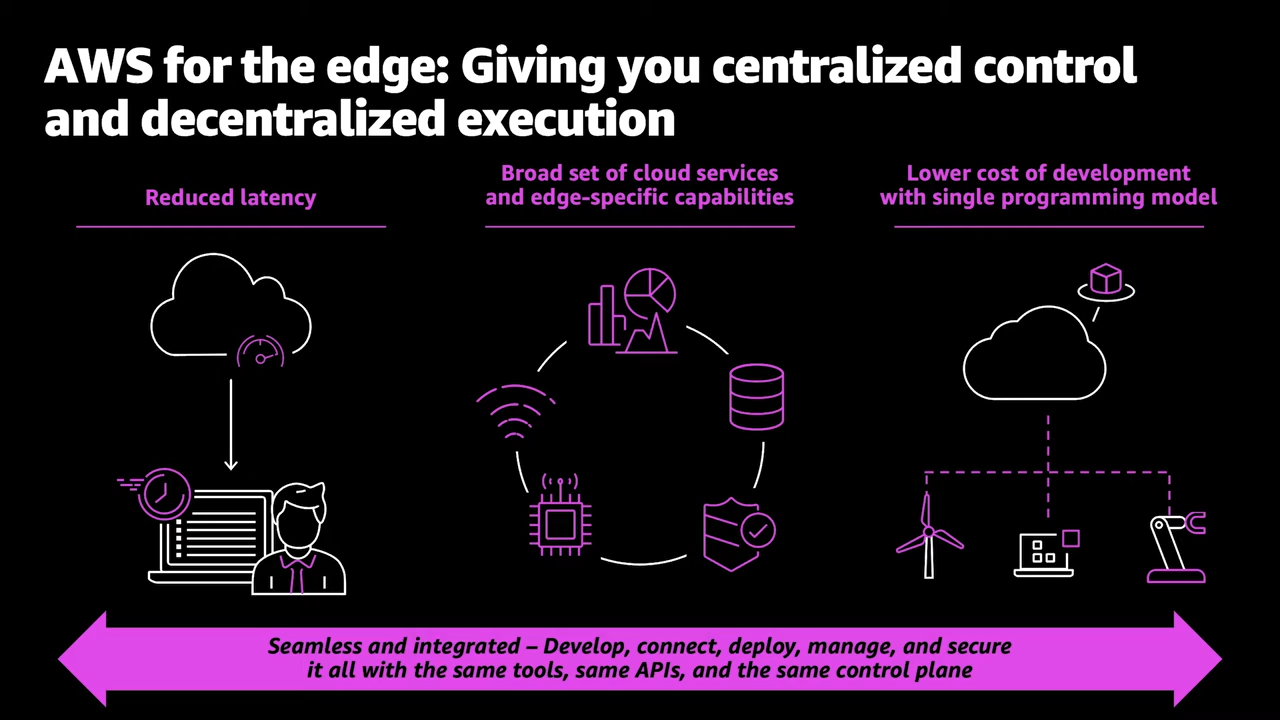 AWS for the edge: Giving you centralized control
and decentralized execution
Reduced latency
Broad set of cloud services
and edge-specific capabilities
Lower cost of development
with single programming model
Seamless and integrated – Develop, connect, deploy, manage, and secure
it all with the same tools, same APIs, and the same control plane